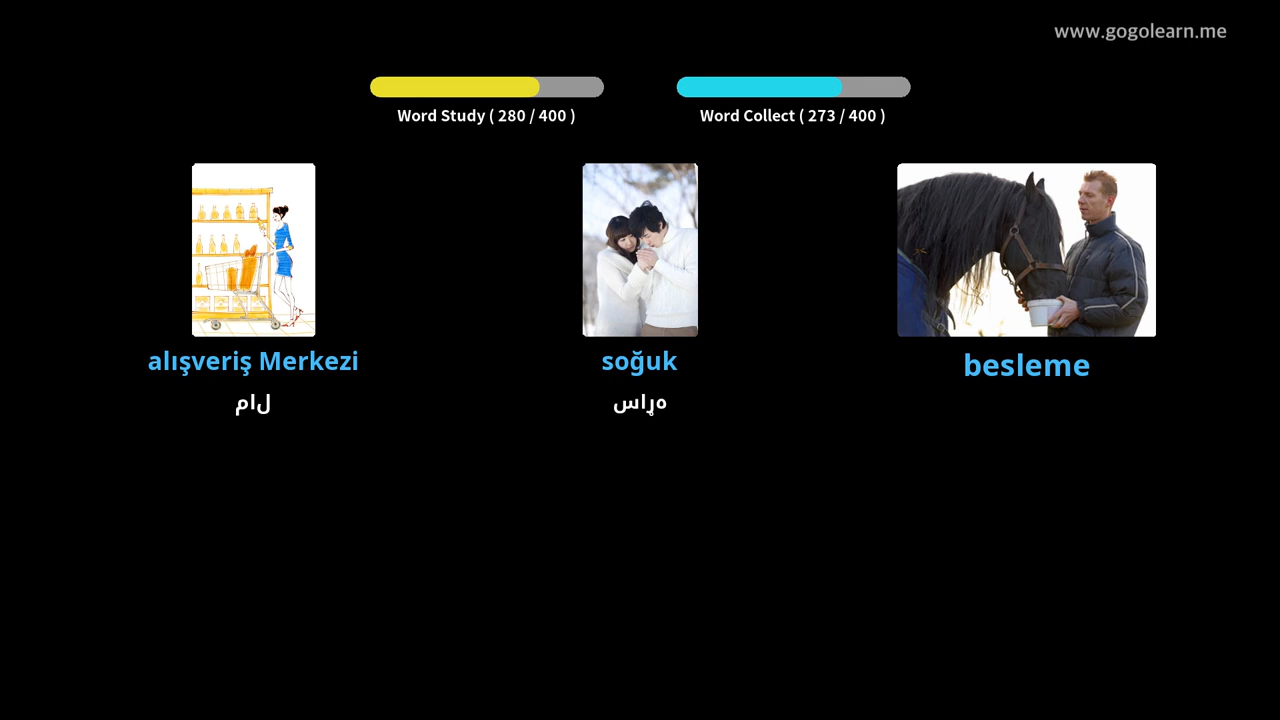 www.gogolearn.me
Word Study ( 280 / 400 )
Word Collect ( 273 / 400 )
alışveriş Merkezi
soğuk
besleme
مال
ساړه